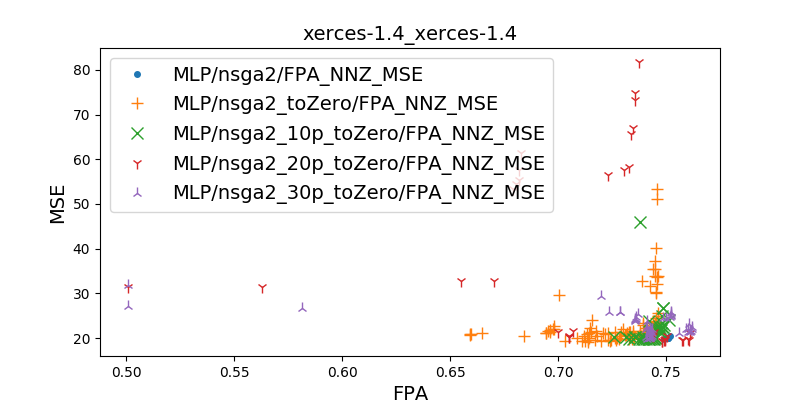 xerces-1.4_xerces-1.4
80
70
60
50
40
30
20
MSE
MLP/nsga2/FPA_NNZ_MSE
MLP/nsga2_toZero/FPA_NNZ_MSE
MLP/nsga2_10p_toZero/FPA_NNZ_MSE
MLP/nsga2_20p_toZero/FPA_NNZ_MSE
MLP/nsga2_30p_toZero/FPA_NNZ_MSE
0.50 0.55 0.60 0.65 0.70 0.75
FPA